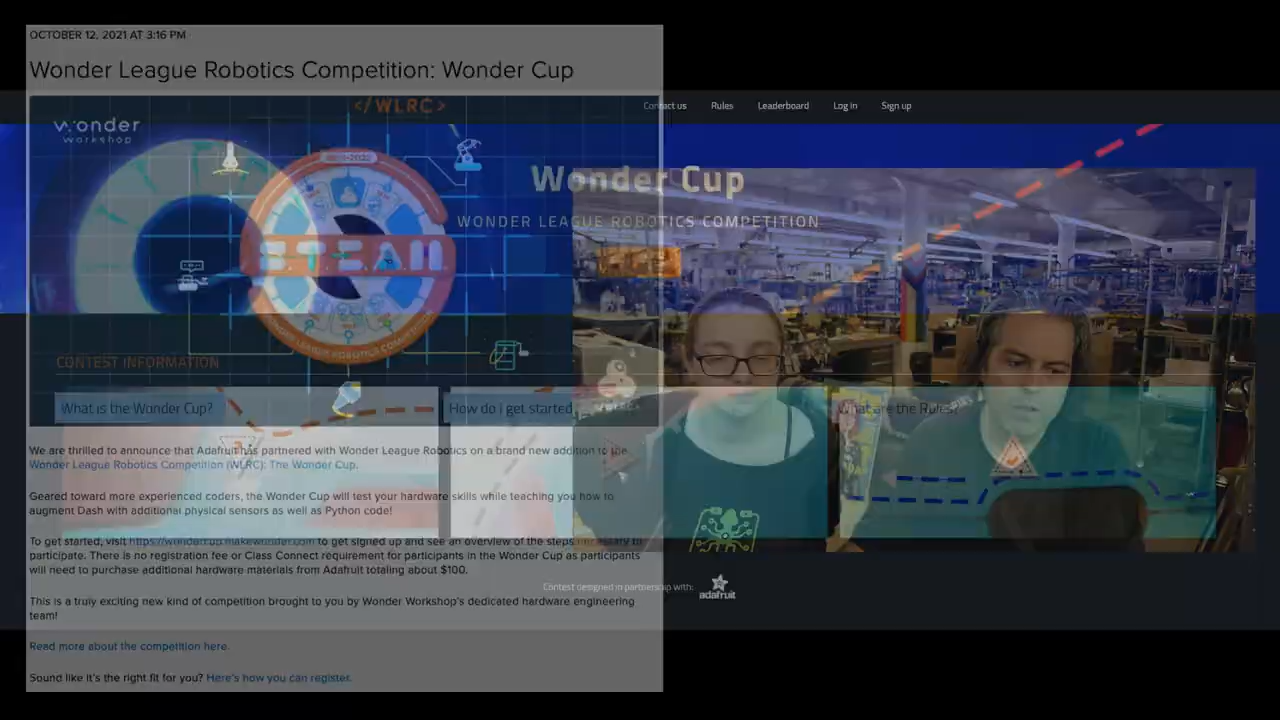 OCTOBER 12, 2021 AT 3:16 PM
Wonder League Robotics Competition: Wonder Cup
</WLRC>
wonder
workshop
Contact us
Rules
Leaderboard
Log in
Sign up
Wonder Cup
WONDER LEAGUE ROBOTICS COMPETITION
STEAM
WONDER LEAGUE ROBOTICS COMPETITION
CONTEST INFORMATION
What is the Wonder Cup?
How do i get started
What are the Rules?
We are thrilled to announce that Adafruit has partnered with Wonder League Robotics on a brand new addition to the
Wonder League Robotics Competition (WLRC): The Wonder Cup.
Geared toward more experienced coders, the Wonder Cup will test your hardware skills while teaching you how to
augment Dash with additional physical sensors as well as Python code!
To get started, visit https://wondercup.makewonder.com to get signed up and see an overview of the steps necessary to
participate. There is no registration fee or Class Connect requirement for participants in the Wonder Cup as participants
will need to purchase additional hardware materials from Adafruit totaling about $100.
Contest designed in partnership with:
adafruit
This is a truly exciting new kind of competition brought to you by Wonder Workshop's dedicated hardware engineering
team!
Read more about the competition here.
Sound like it's the right fit for you? Here's how you can register.